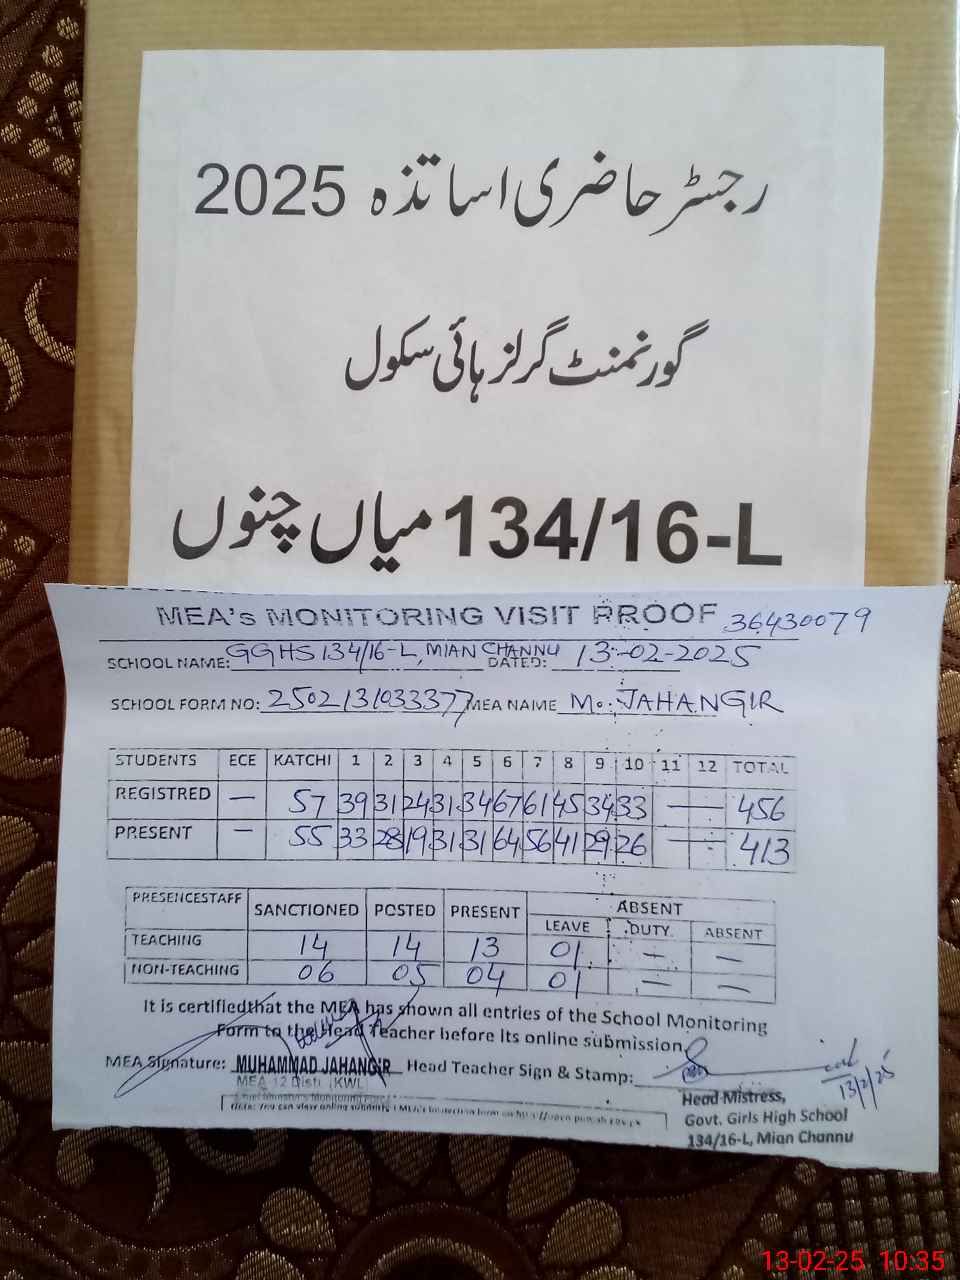 رجسٹر حاضری اساتذہ 2025
گورنمنٹ گرلز ہائی سکول
134/16-L میاں چنوں
MEA's MONITORING VISIT PROOF 36430079
SCHOOL NAME: GGHS 134/16-L, MIAN CHANNU DATED: 13-02-2025
SCHOOL FORM NO: 2502131033377 MEA NAME Mo: JAHANGIR
STUDENTS ECE KATCHI 1 2 3 4 5 6 7 8 9 10 11 12 TOTAL
REGISTRED — 57 39 31 24 31 34 67 61 45 34 33 — 456
PRESENT — 55 33 28 19 31 31 64 56 41 29 26 — 413
PRESENCESTAFF SANCTIONED POSTED PRESENT ABSENT
LEAVE DUTY ABSENT
TEACHING 14 14 13 01 — —
NON-TEACHING 06 05 04 01 — —
It is certifiedthat the MEA has shown all entries of the School Monitoring
Form to the Head Teacher before its online submission.
MEA Signature: MUHAMMAD JAHANGIR Head Teacher Sign & Stamp:
MEA 12 Distt. KWL
13/2/25
Head Mistress,
Govt. Girls High School
134/16-L, Mian Channu
13-02-25 10:35